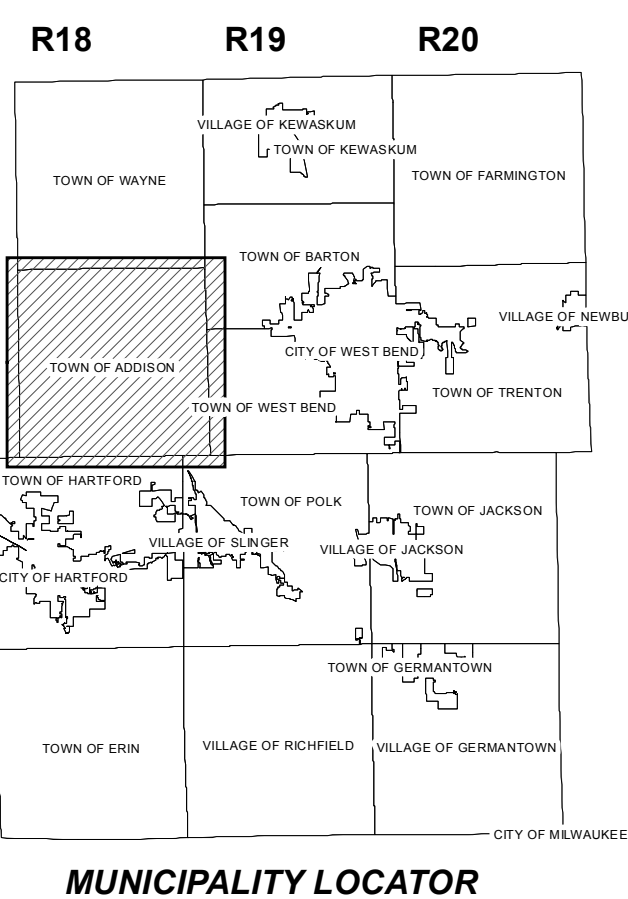 R18 R19 R20
VILLAGE OF KEWASKUM
TOWN OF KEWASKUM
TOWN OF WAYNE
TOWN OF FARMINGTON
TOWN OF BARTON
VILLAGE OF NEWBU
CITY OF WEST BEND
TOWN OF ADDISON
TOWN OF TRENTON
TOWN OF WEST BEND
TOWN OF HARTFORD
TOWN OF POLK
TOWN OF JACKSON
VILLAGE OF SLINGER
VILLAGE OF JACKSON
CITY OF HARTFORD
TOWN OF GERMANTOWN
TOWN OF ERIN
VILLAGE OF RICHFIELD
VILLAGE OF GERMANTOWN
CITY OF MILWAUKEE
MUNICIPALITY LOCATOR